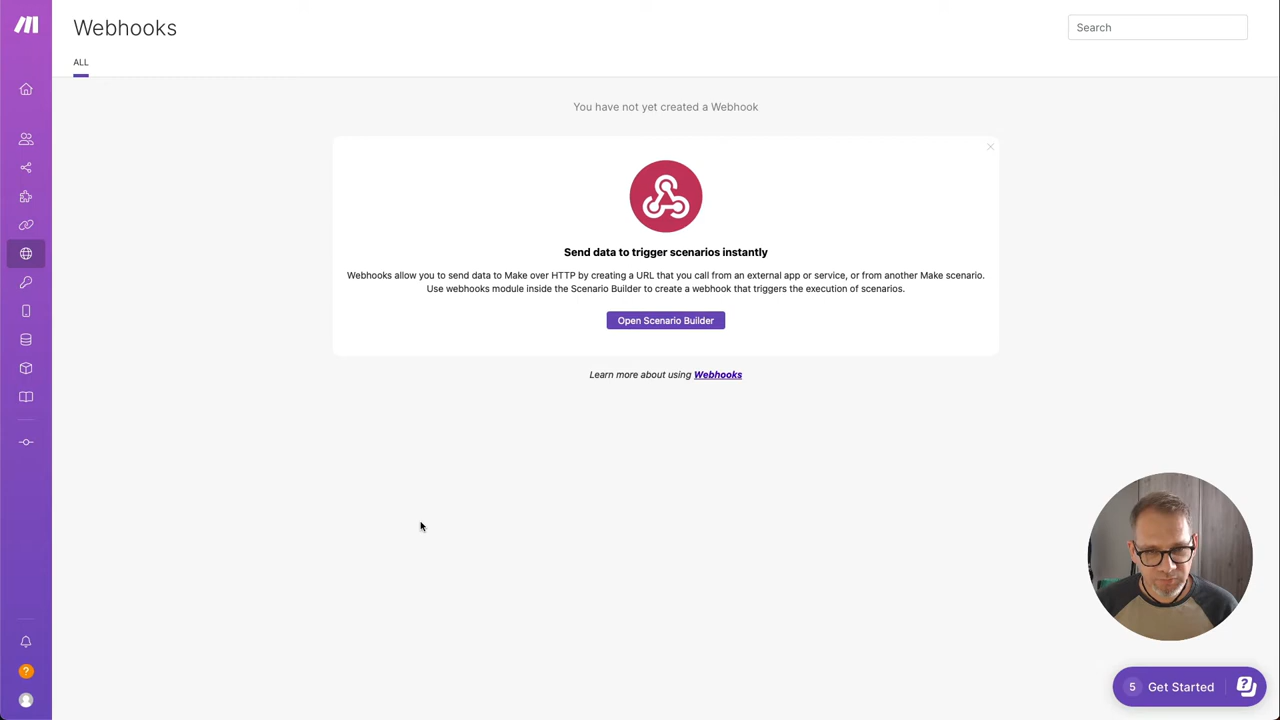 Webhooks
Search
ALL
You have not yet created a Webhook
Send data to trigger scenarios instantly
Webhooks allow you to send data to Make over HTTP by creating a URL that you call from an external app or service, or from another Make scenario.
Use webhooks module inside the Scenario Builder to create a webhook that triggers the execution of scenarios.
Open Scenario Builder
Learn more about using Webhooks
?
5 Get Started ?